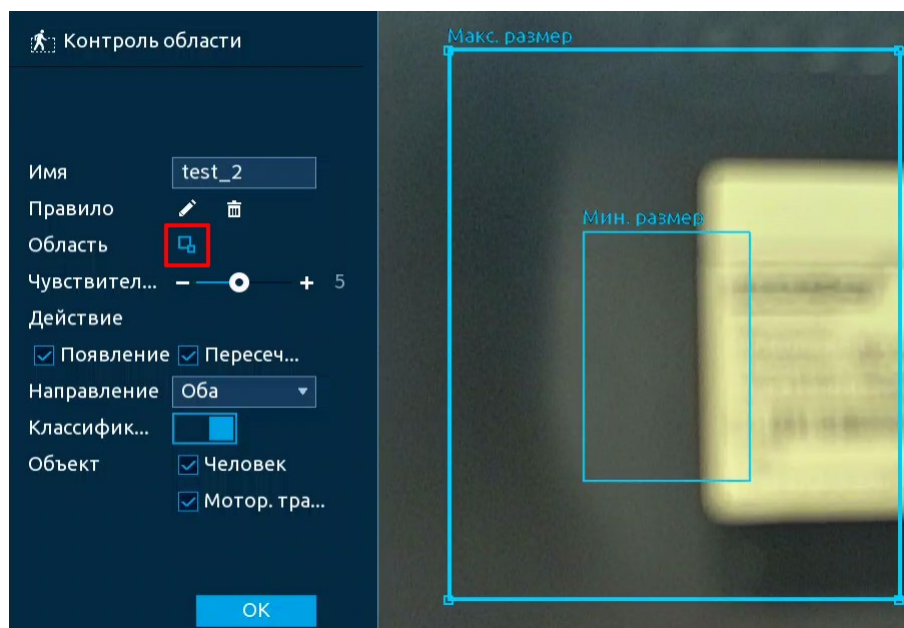 Контроль области
Макс. размер
Имя
test_2
Правило
Мин. размер
Область
Чувствител...
5
Действие
Появление
Пересеч...
Направление
Оба
Классифик...
Объект
Человек
Мотор. тра...
OK